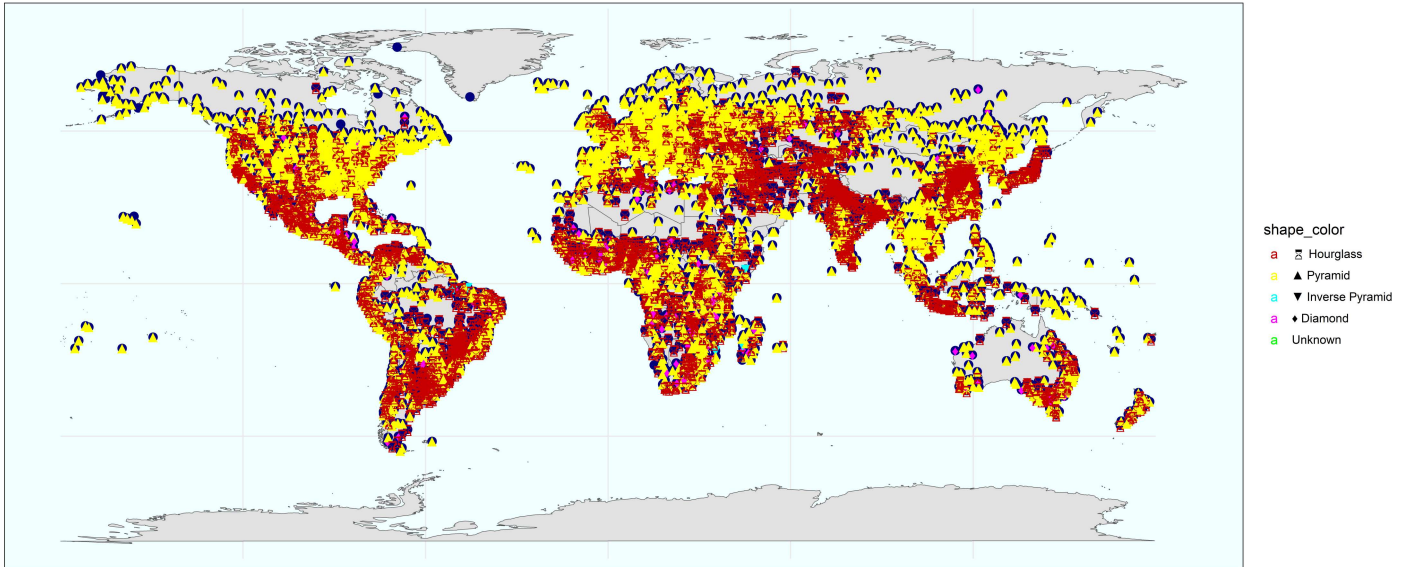 shape_color
a Hourglass
a Pyramid
a Inverse Pyramid
a Diamond
a Unknown